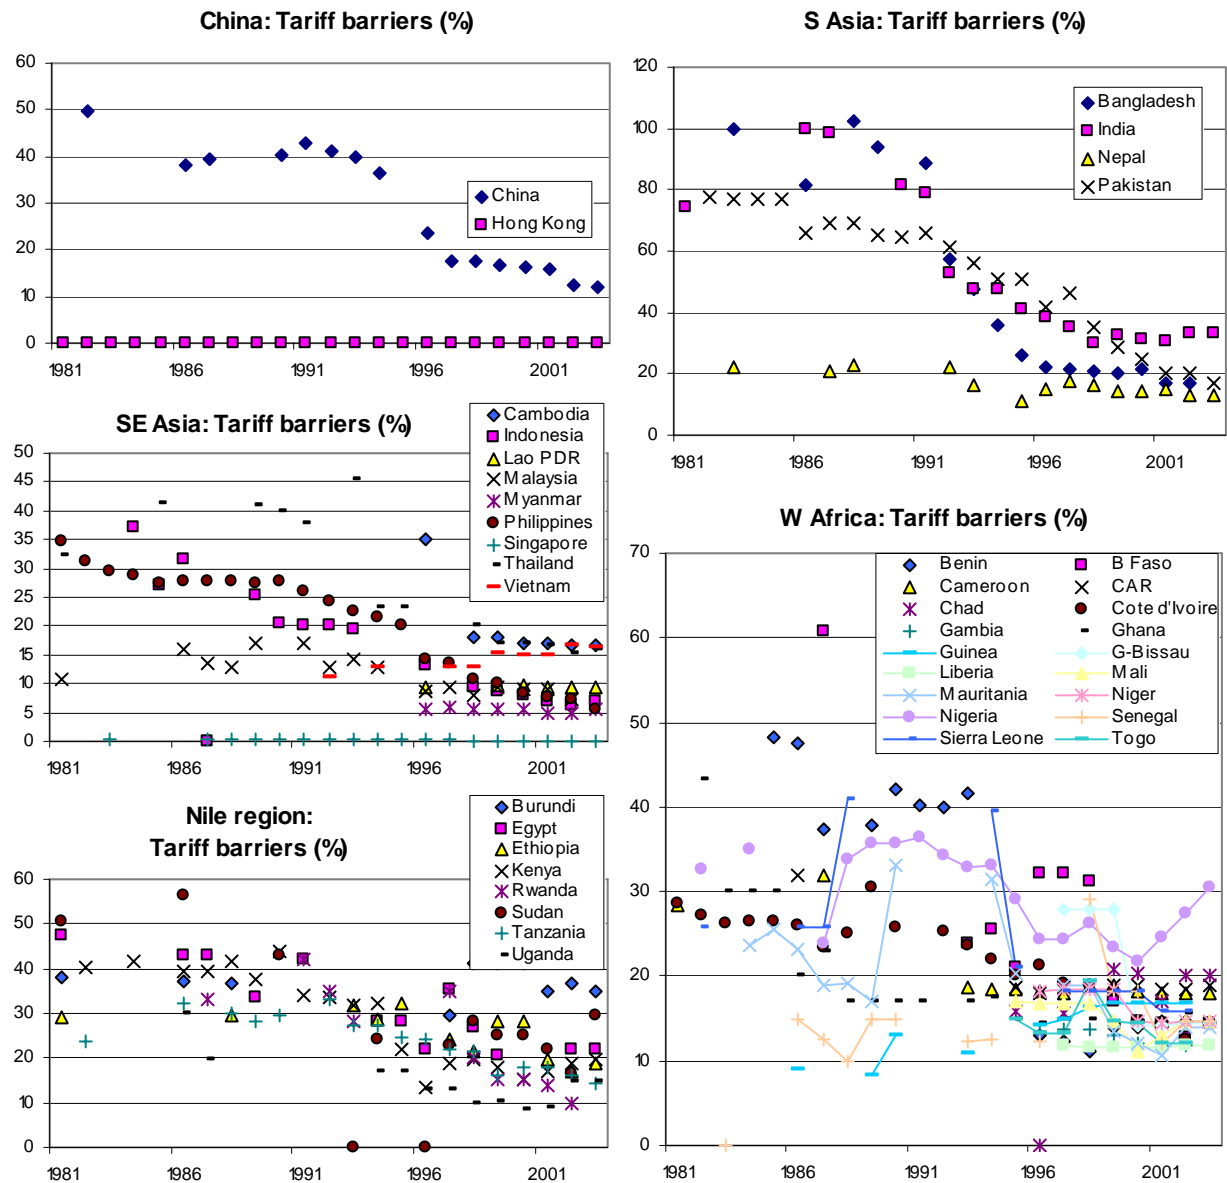 China: Tariff barriers (%)
60
50
40
30
20
10
0
China
Hong Kong
1981
1986
1991
1996
2001
S Asia: Tariff barriers (%)
120
100
80
60
40
20
0
Bangladesh
India
Nepal
Pakistan
1981
1986
1991
1996
2001
SE Asia: Tariff barriers (%)
50
45
40
35
30
25
20
15
10
5
0
Cambodia
Indonesia
Lao PDR
Malaysia
Myanmar
Philippines
Singapore
Thailand
Vietnam
1981
1986
1991
1996
2001
W Africa: Tariff barriers (%)
70
60
50
40
30
20
10
0
Benin B Faso
Cameroon CAR
Chad Cote d'Ivoire
Gambia Ghana
Guinea G-Bissau
Liberia Mali
Mauritania Niger
Nigeria Senegal
Sierra Leone Togo
1981
1986
1991
1996
2001
Nile region:
Tariff barriers (%)
60
50
40
30
20
10
0
Burundi
Egypt
Ethiopia
Kenya
Rwanda
Sudan
Tanzania
Uganda
1981
1986
1991
1996
2001